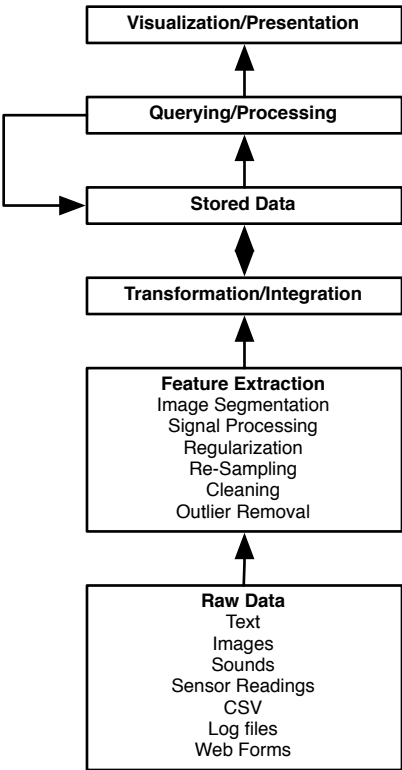 Visualization/Presentation
Querying/Processing
Stored Data
Transformation/Integration
Feature Extraction
Image Segmentation
Signal Processing
Regularization
Re-Sampling
Cleaning
Outlier Removal
Raw Data
Text
Images
Sounds
Sensor Readings
CSV
Log files
Web Forms